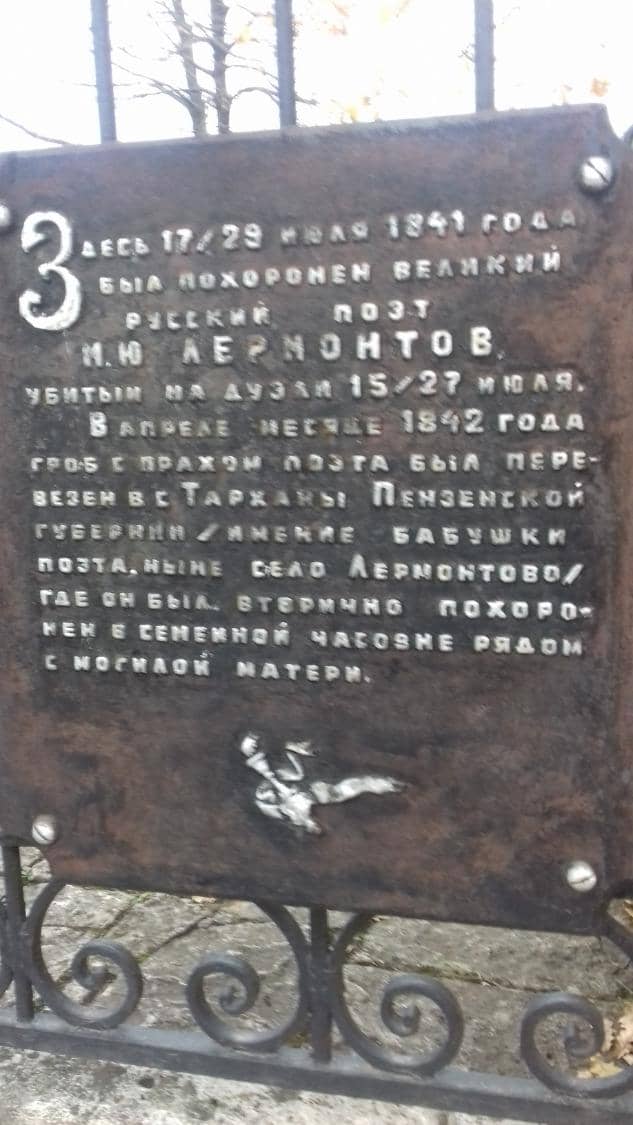 Здесь 17/29 июля 1841 года
был похоронен великий
русский поэт
М.Ю Лермонтов,
убитый на дуэли 15/27 июля.
В апреле месяце 1842 года
гроб с прахом поэта был пере-
везен в с Тарханы Пензенской
губернии/имение бабушки
поэта, ныне село Лермонтово/
где он был вторично похоро-
нен в семейной часовне рядом
с могилой матери.